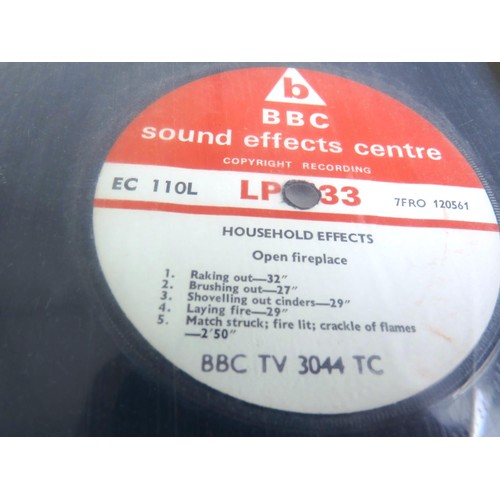 b
BBC
sound effects centre
COPYRIGHT RECORDING
EC 110L LP 33 7FRO 120561
HOUSEHOLD EFFECTS
Open fireplace
1. Raking out—32"
2. Brushing out—27"
3. Shovelling out cinders—29"
4. Laying fire—29"
5. Match struck; fire lit; crackle of flames
—2'50"
BBC TV 3044 TC